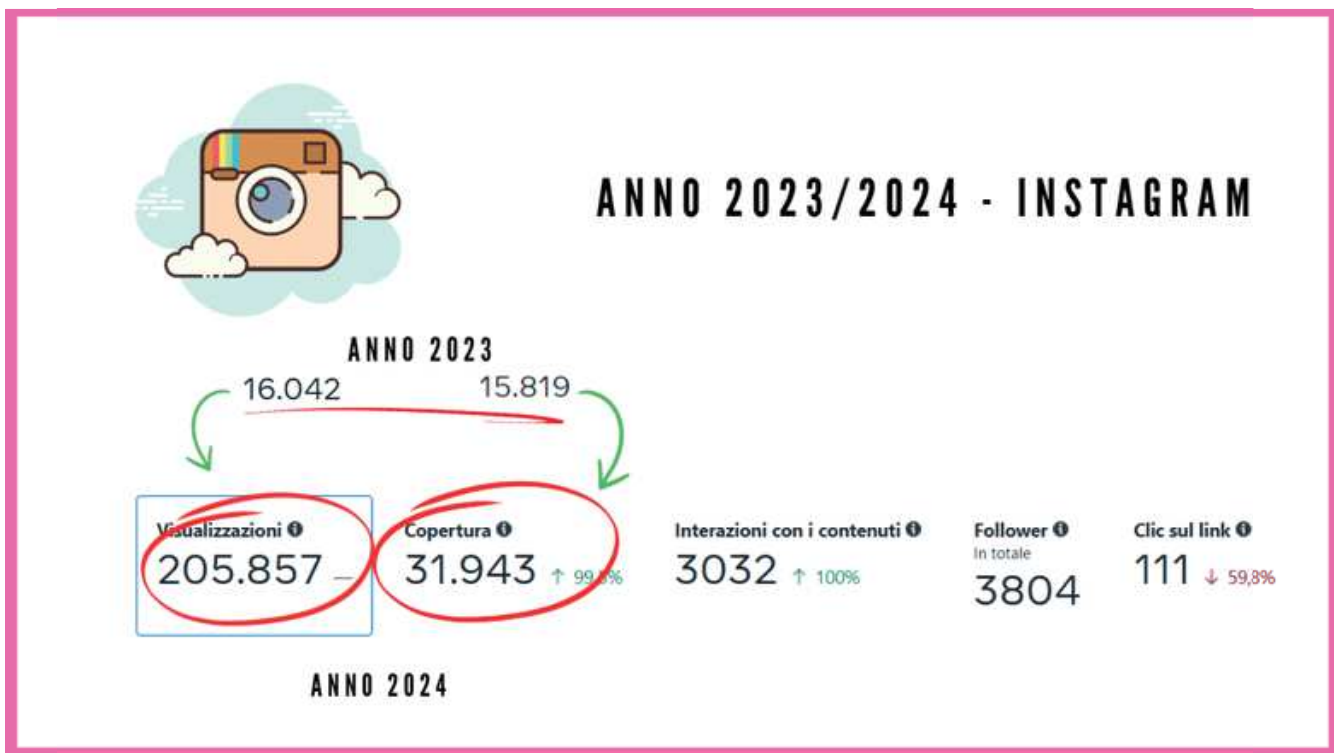 ANNO 2023/2024 - INSTAGRAM
ANNO 2023
16.042 15.819
Visualizzazioni Copertura Interazioni con i contenuti Follower Clic sul link
In totale
205.857 – 31.943 ↑ 3032 ↑ 100% 3804 111 ↓ 59,8%
ANNO 2024